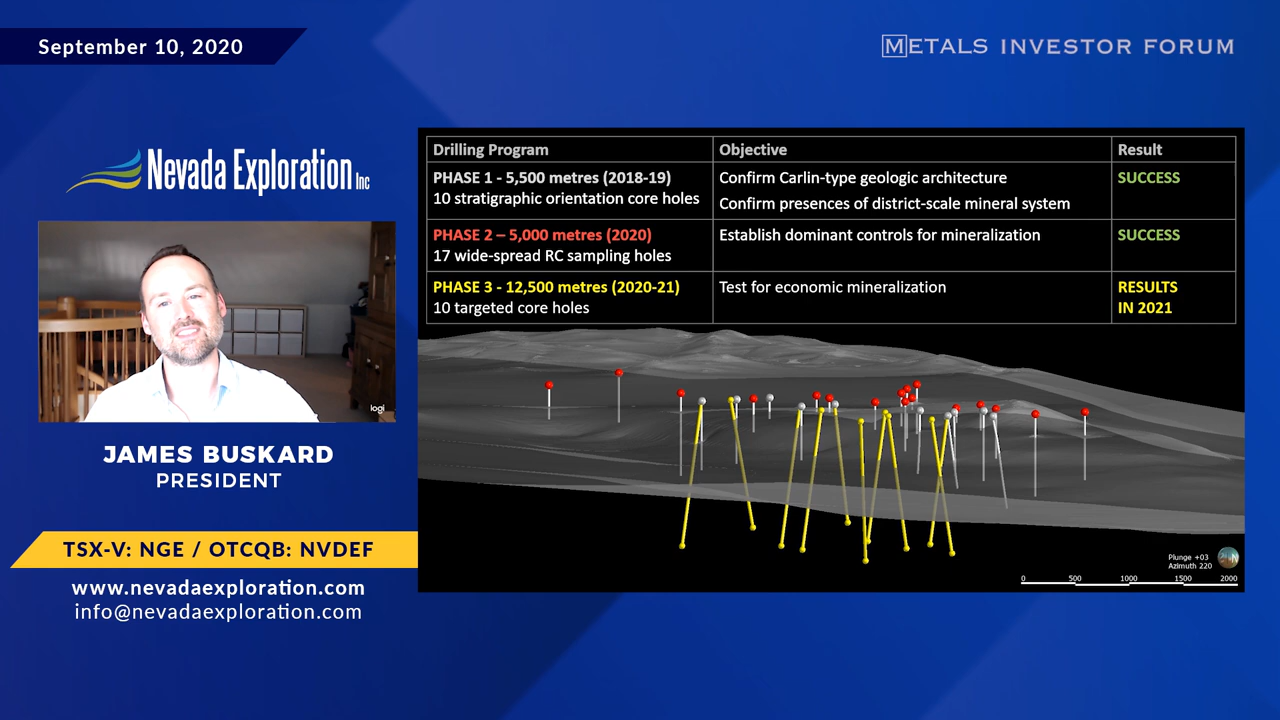 September 10, 2020
METALS INVESTOR FORUM
Nevada Exploration Inc
logi
JAMES BUSKARD
PRESIDENT
TSX-V: NGE / OTCQB: NVDEF
www.nevadaexploration.com
info@nevadaexploration.com
Drilling Program Objective Result
PHASE 1 - 5,500 metres (2018-19) Confirm Carlin-type geologic architecture SUCCESS
10 stratigraphic orientation core holes Confirm presences of district-scale mineral system
PHASE 2 – 5,000 metres (2020) Establish dominant controls for mineralization SUCCESS
17 wide-spread RC sampling holes
PHASE 3 - 12,500 metres (2020-21) Test for economic mineralization RESULTS
10 targeted core holes IN 2021
Plunge +03
Azimuth 220
0 500 1000 1500 2000